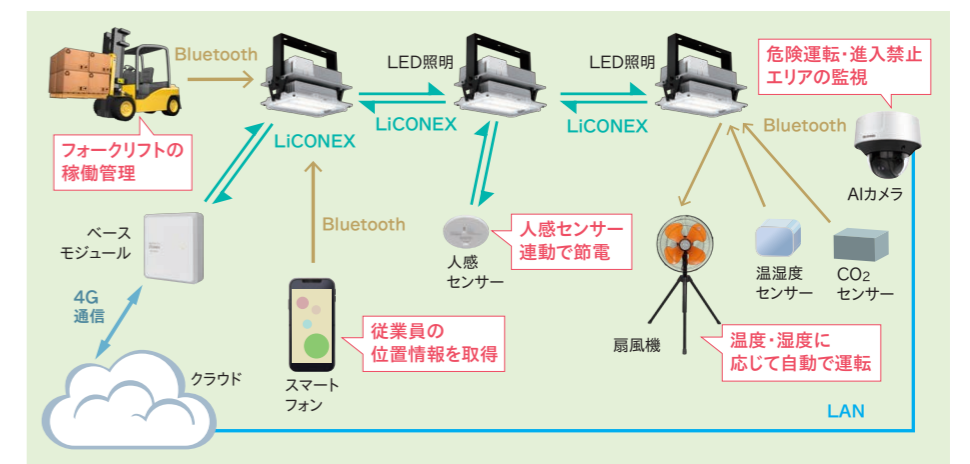 Bluetooth
LED照明
LED照明
危険運転・進入禁止
エリアの監視
LiCONEX
LiCONEX
LiCONEX
Bluetooth
フォークリフトの
稼働管理
AIカメラ
ベース
モジュール
Bluetooth
人感
センサー
人感センサー
連動で節電
温湿度
センサー
CO2
センサー
4G
通信
従業員の
位置情報を取得
扇風機
温度・湿度に
応じて自動で運転
クラウド
スマート
フォン
LAN